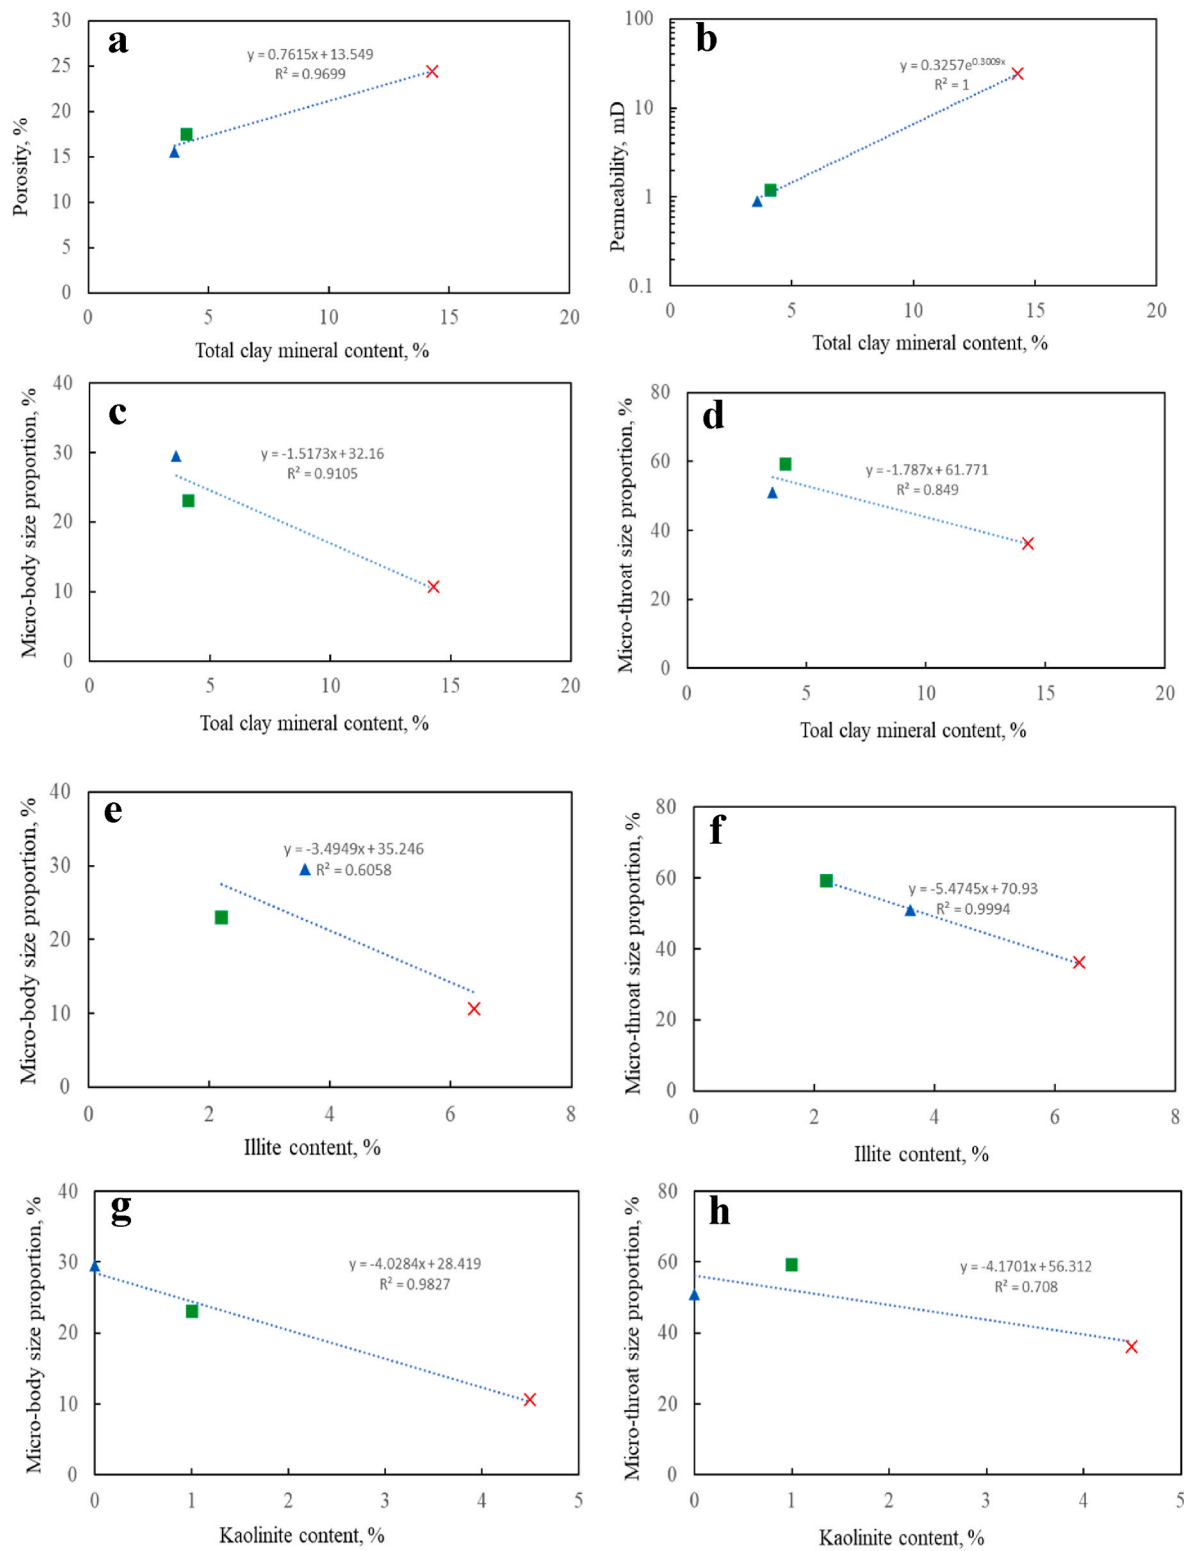 a
30
25
20
15
10
5
0
Porosity, %
y = 0.7615x + 13.549
R² = 0.9699
0 5 10 15 20
Total clay mineral content, %
b
100
10
1
0.1
Permeability, mD
y = 0.3257e^0.3009x
R² = 1
0 5 10 15 20
Total clay mineral content, %
c
40
30
20
10
0
Micro-body size proportion, %
y = -1.5173x + 32.16
R² = 0.9105
0 5 10 15 20
Toal clay mineral content, %
d
80
60
40
20
0
Micro-throat size proportion, %
y = -1.787x + 61.771
R² = 0.849
0 5 10 15 20
Toal clay mineral content, %
e
40
30
20
10
0
Micro-body size proportion, %
y = -3.4949x + 35.246
R² = 0.6058
0 2 4 6 8
Illite content, %
f
80
60
40
20
0
Micro-throat size proportion, %
y = -5.4745x + 70.93
R² = 0.9994
0 2 4 6 8
Illite content, %
g
40
30
20
10
0
Micro-body size proportion, %
y = -4.0284x + 28.419
R² = 0.9827
0 1 2 3 4 5
Kaolinite content, %
h
80
60
40
20
0
Micro-throat size proportion, %
y = -4.1701x + 56.312
R² = 0.708
0 1 2 3 4 5
Kaolinite content, %